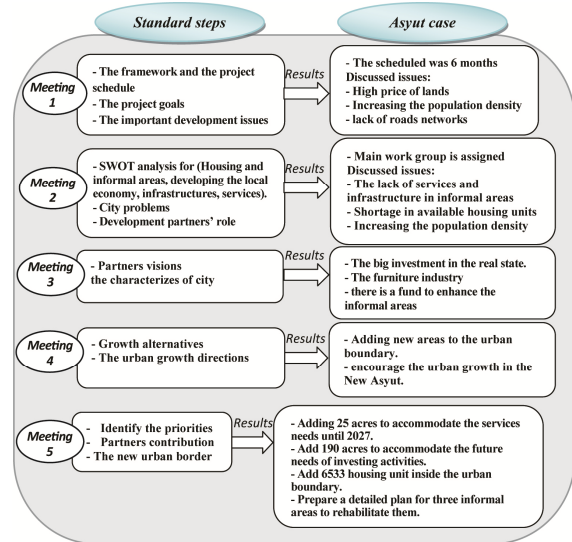 Standard steps
Asyut case
Meeting
1
- The framework and the project
schedule
- The project goals
- The important development issues
Results
- The scheduled was 6 months
Discussed issues:
- High price of lands
- Increasing the population density
- lack of roads networks
Meeting
2
- SWOT analysis for (Housing and
informal areas, developing the local
economy, infrastructures, services).
- City problems
- Development partners' role
Results
- Main work group is assigned
Discussed issues:
- The lack of services and
infrastructure in informal areas
- Shortage in available housing units
- Increasing the population density
Meeting
3
- Partners visions
the characterizes of city
Results
- The big investment in the real state.
- The furniture industry
- there is a fund to enhance the
informal areas
Meeting
4
- Growth alternatives
- The urban growth directions
Results
- Adding new areas to the urban
boundary.
- encourage the urban growth in the
New Asyut.
Meeting
5
- Identify the priorities
- Partners contribution
- The new urban border
Results
- Adding 25 acres to accommodate the services
needs until 2027.
- Add 190 acres to accommodate the future
needs of investing activities.
- Add 6533 housing unit inside the urban
boundary.
- Prepare a detailed plan for three informal
areas to rehabilitate them.